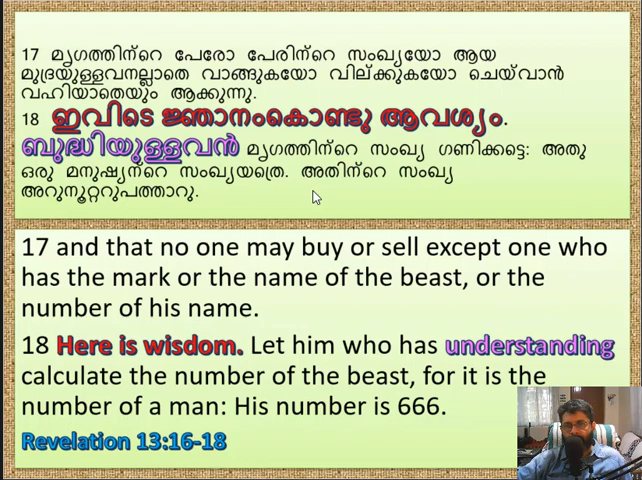 17 മൃഗത്തിന്റെ പേരോ പേരിന്റെ സംഖ്യയോ ആയ
മുദ്രയുള്ളവനല്ലാതെ വാങ്ങുകയോ വില്ക്കുകയോ ചെയ്‌വാൻ
വഹിയാതെയും ആക്കുന്നു.
18 ഇവിടെ ജ്ഞാനംകൊണ്ടു ആവശ്യം.
ബുദ്ധിയുള്ളവൻ മൃഗത്തിന്റെ സംഖ്യ ഗണിക്കട്ടെ: അതു
ഒരു മനുഷ്യന്റെ സംഖ്യയത്രെ. അതിന്റെ സംഖ്യ
അറുനൂറ്ററുപത്താറു.
17 and that no one may buy or sell except one who
has the mark or the name of the beast, or the
number of his name.
18 Here is wisdom. Let him who has understanding
calculate the number of the beast, for it is the
number of a man: His number is 666.
Revelation 13:16-18